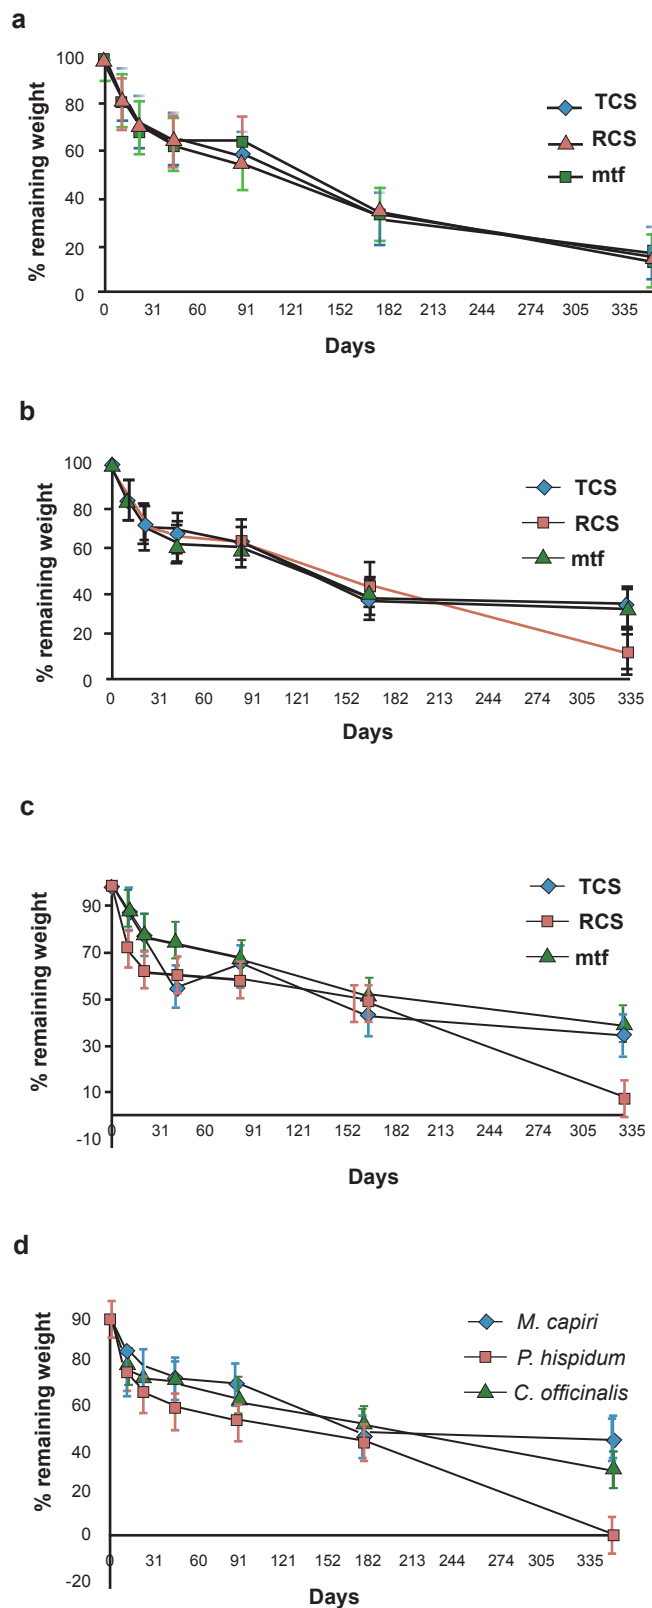 a
100
80
60
40
20
0
% remaining weight
TCS
RCS
mtf
0 31 60 91 121 152 182 213 244 274 305 335
Days
b
100
80
60
40
20
0
% remaining weight
TCS
RCS
mtf
0 31 60 91 152 182 213 244 274 305 335
Days
c
90
70
50
30
10
-10
% remaining weight
TCS
RCS
mtf
0 31 60 91 121 152 182 213 244 274 305 335
Days
d
90
80
60
40
20
0
-20
% remaining weight
M. capiri
P. hispidum
C. officinalis
0 31 60 91 121 152 182 213 244 274 305 335
Days